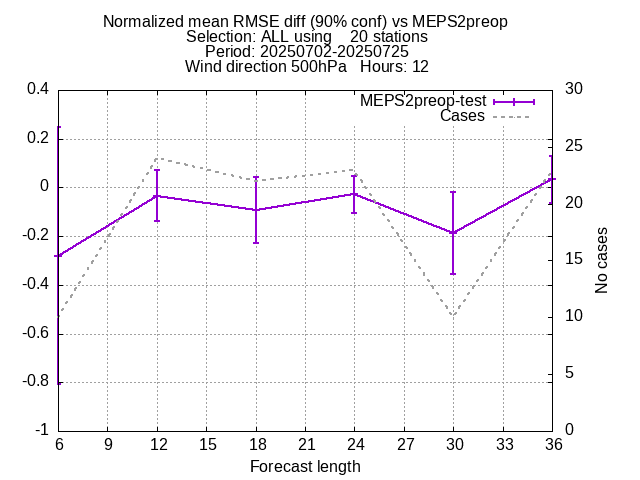 Normalized mean RMSE diff (90% conf) vs MEPS2preop
Selection: ALL using    20 stations
Period: 20250702-20250725
Wind direction 500hPa   Hours: 12
MEPS2preop-test
Cases
0.4
0.2
0
-0.2
-0.4
-0.6
-0.8
-1
30
25
20
15
10
5
0
No cases
6 9 12 15 18 21 24 27 30 33 36
Forecast length